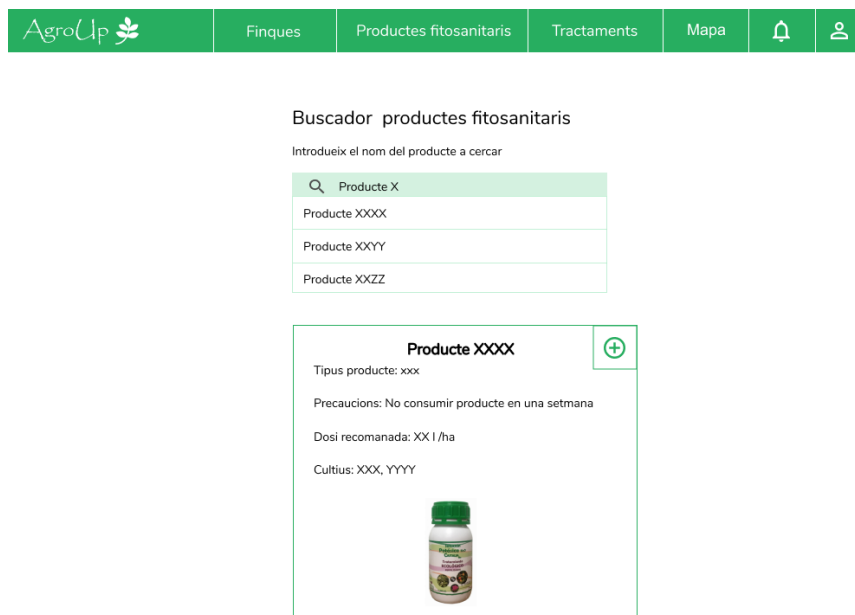 AgroUp
Finques
Productes fitosanitaris
Tractaments
Mapa
Buscador productes fitosanitaris
Introdueix el nom del producte a cercar
Producte X
Producte XXXX
Producte XXYY
Producte XXZZ
Producte XXXX
Tipus producte: xxx
Precaucions: No consumir producte en una setmana
Dosi recomanada: XX l /ha
Cultius: XXX, YYYY